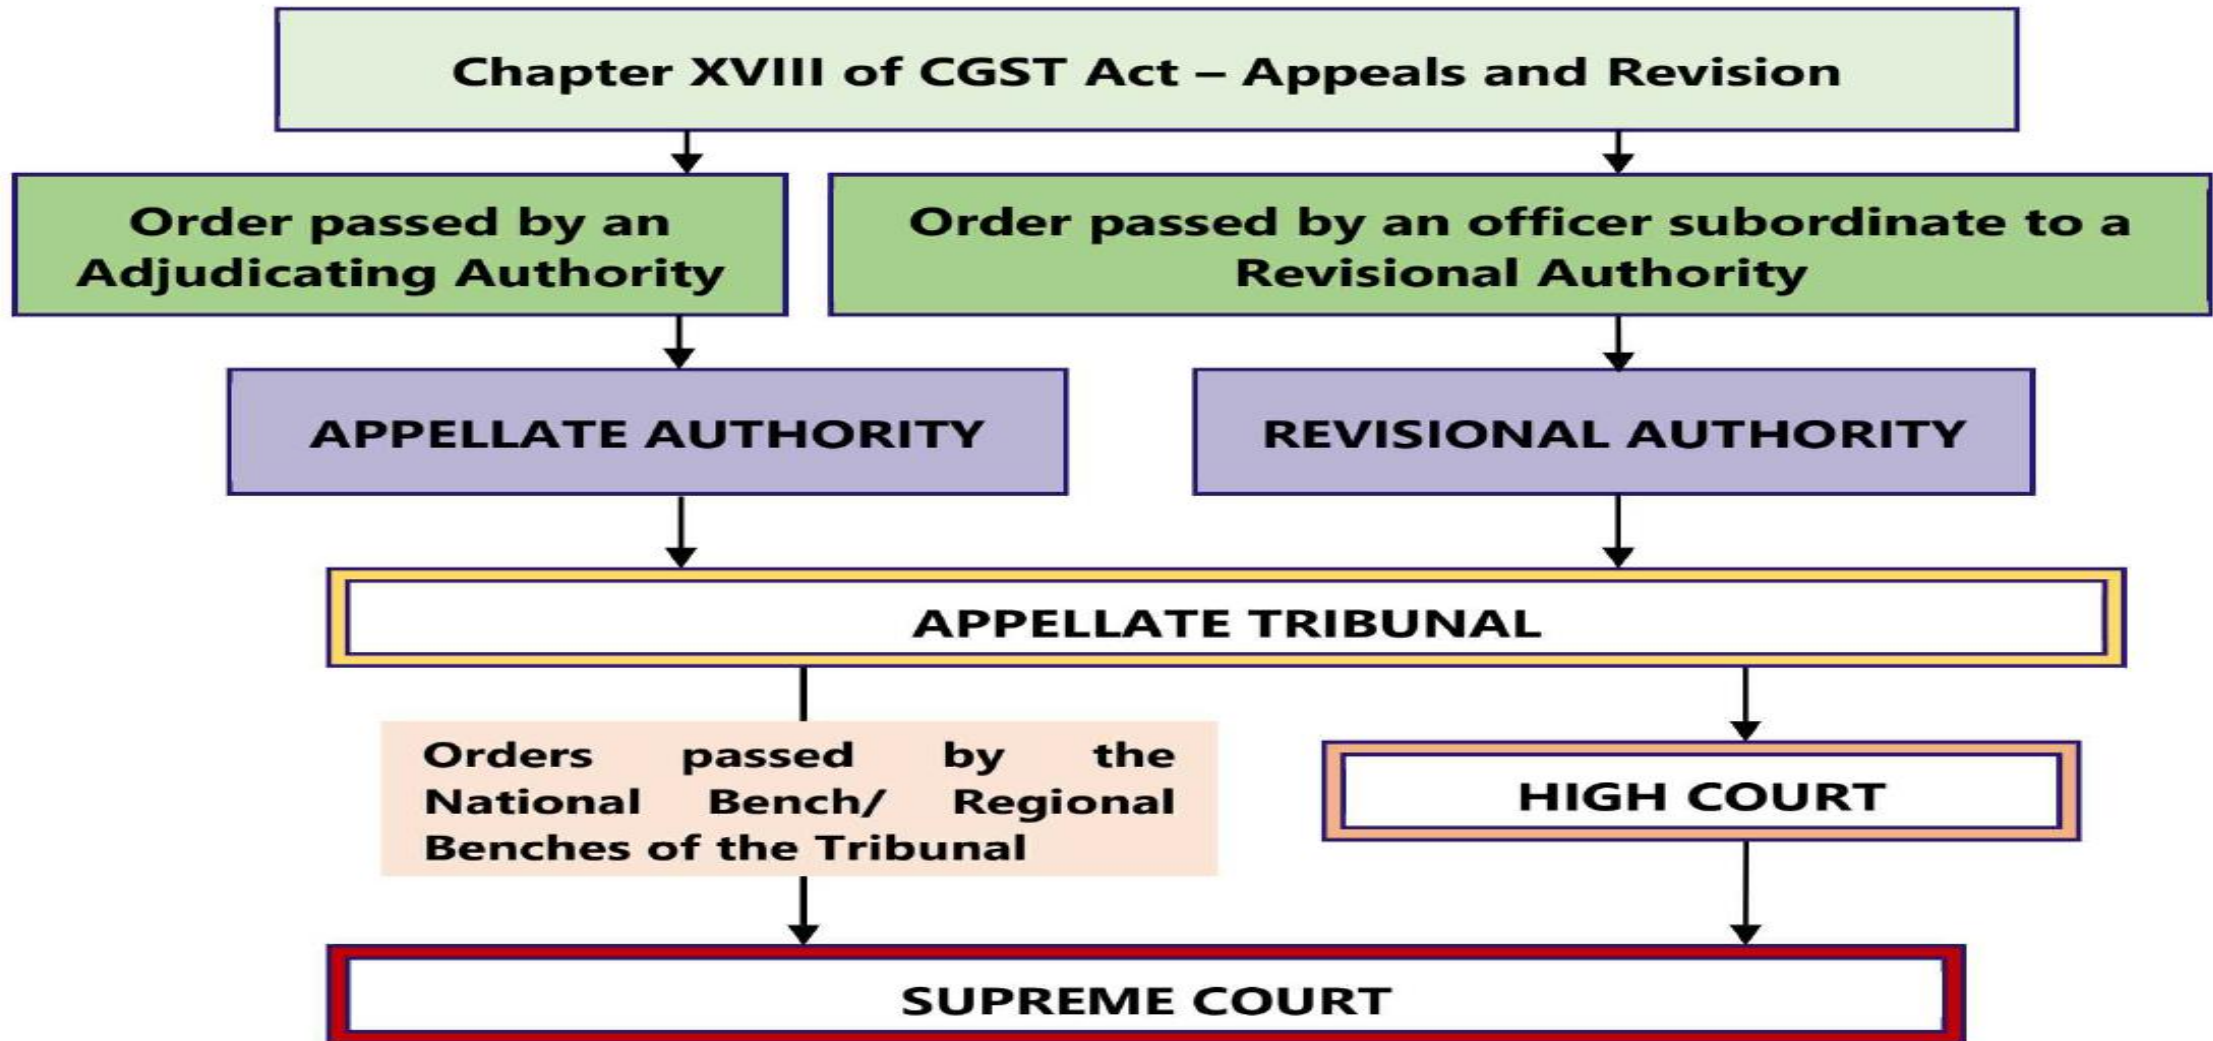 Chapter XVIII of CGST Act – Appeals and Revision
Order passed by an
Adjudicating Authority
Order passed by an officer subordinate to a
Revisional Authority
APPELLATE AUTHORITY
REVISIONAL AUTHORITY
APPELLATE TRIBUNAL
Orders passed by the
National Bench/ Regional
Benches of the Tribunal
HIGH COURT
SUPREME COURT